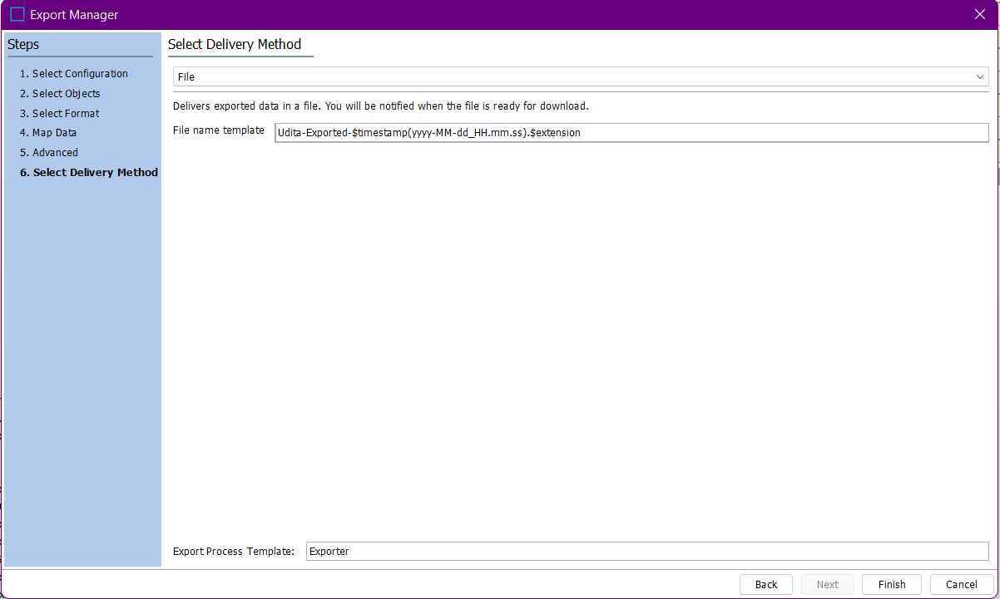 Export Manager
Steps
1. Select Configuration
2. Select Objects
3. Select Format
4. Map Data
5. Advanced
6. Select Delivery Method
Select Delivery Method
File
Delivers exported data in a file. You will be notified when the file is ready for download.
File name template
Udita-Exported-$timestamp(yyyy-MM-dd_HH.mm.ss).$extension
Export Process Template:
Exporter
Back
Next
Finish
Cancel